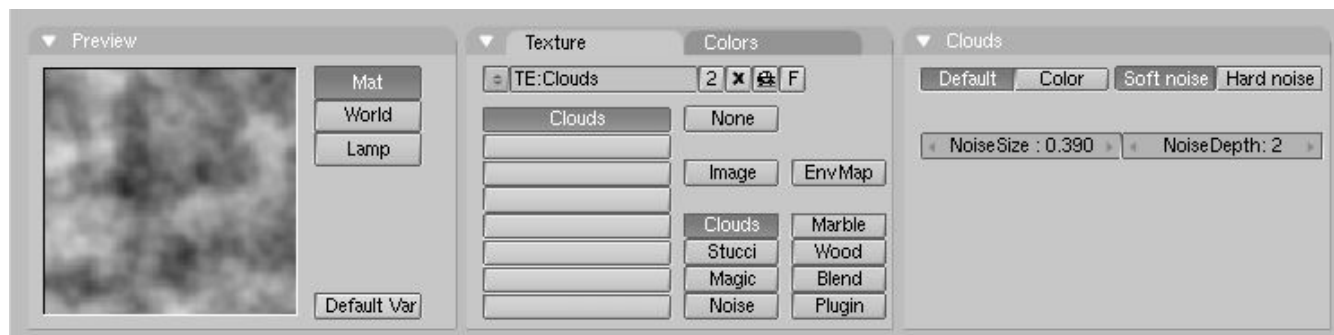 Preview
Mat
World
Lamp
Default Var
Texture Colors
TE:Clouds 2 F
Clouds None
Image EnvMap
Clouds Marble
Stucci Wood
Magic Blend
Noise Plugin
Clouds
Default Color Soft noise Hard noise
NoiseSize : 0.390 NoiseDepth: 2